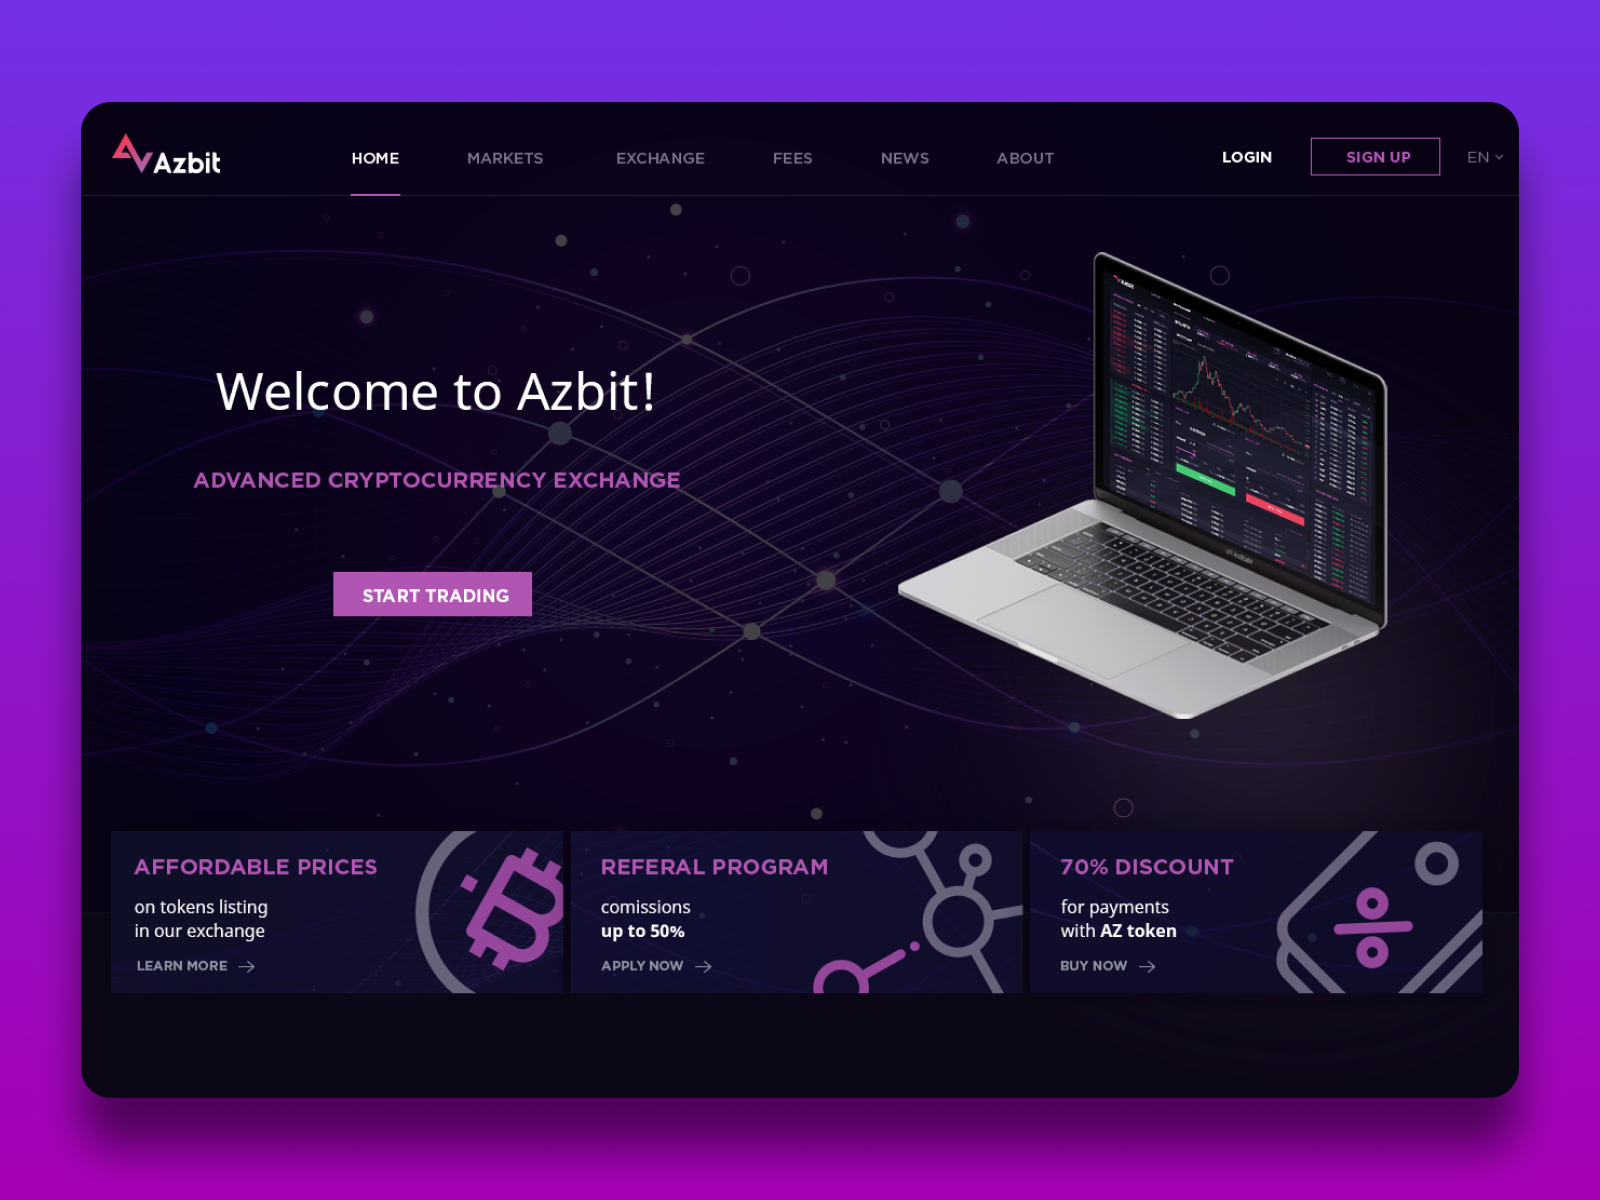 Azbit
HOME
MARKETS
EXCHANGE
FEES
NEWS
ABOUT
LOGIN
SIGN UP
EN
Welcome to Azbit!
ADVANCED CRYPTOCURRENCY EXCHANGE
START TRADING
AFFORDABLE PRICES
on tokens listing
in our exchange
LEARN MORE
REFERAL PROGRAM
comissions
up to 50%
APPLY NOW
70% DISCOUNT
for payments
with AZ token
BUY NOW